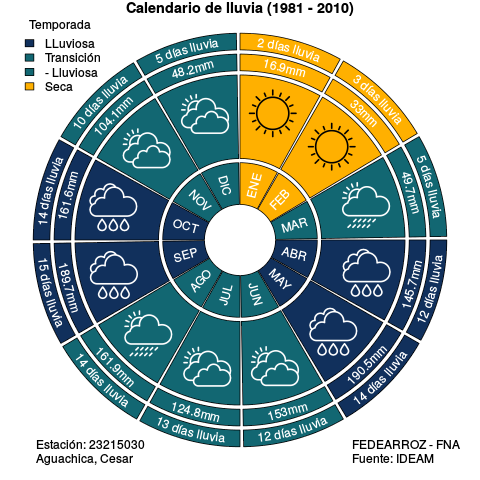 Calendario de lluvia (1981 - 2010)
Temporada
LLuviosa
Transición
- Lluviosa
Seca
2 días lluvia
16.9mm
ENE
3 días lluvia
33mm
FEB
5 días lluvia
49.7mm
MAR
12 días lluvia
145.7mm
ABR
14 días lluvia
190.5mm
MAY
12 días lluvia
153mm
JUN
13 días lluvia
124.8mm
JUL
14 días lluvia
161.9mm
AGO
15 días lluvia
189.7mm
SEP
14 días lluvia
161.6mm
OCT
10 días lluvia
104.1mm
NOV
5 días lluvia
48.2mm
DIC
Estación: 23215030
Aguachica, Cesar
FEDEARROZ - FNA
Fuente: IDEAM